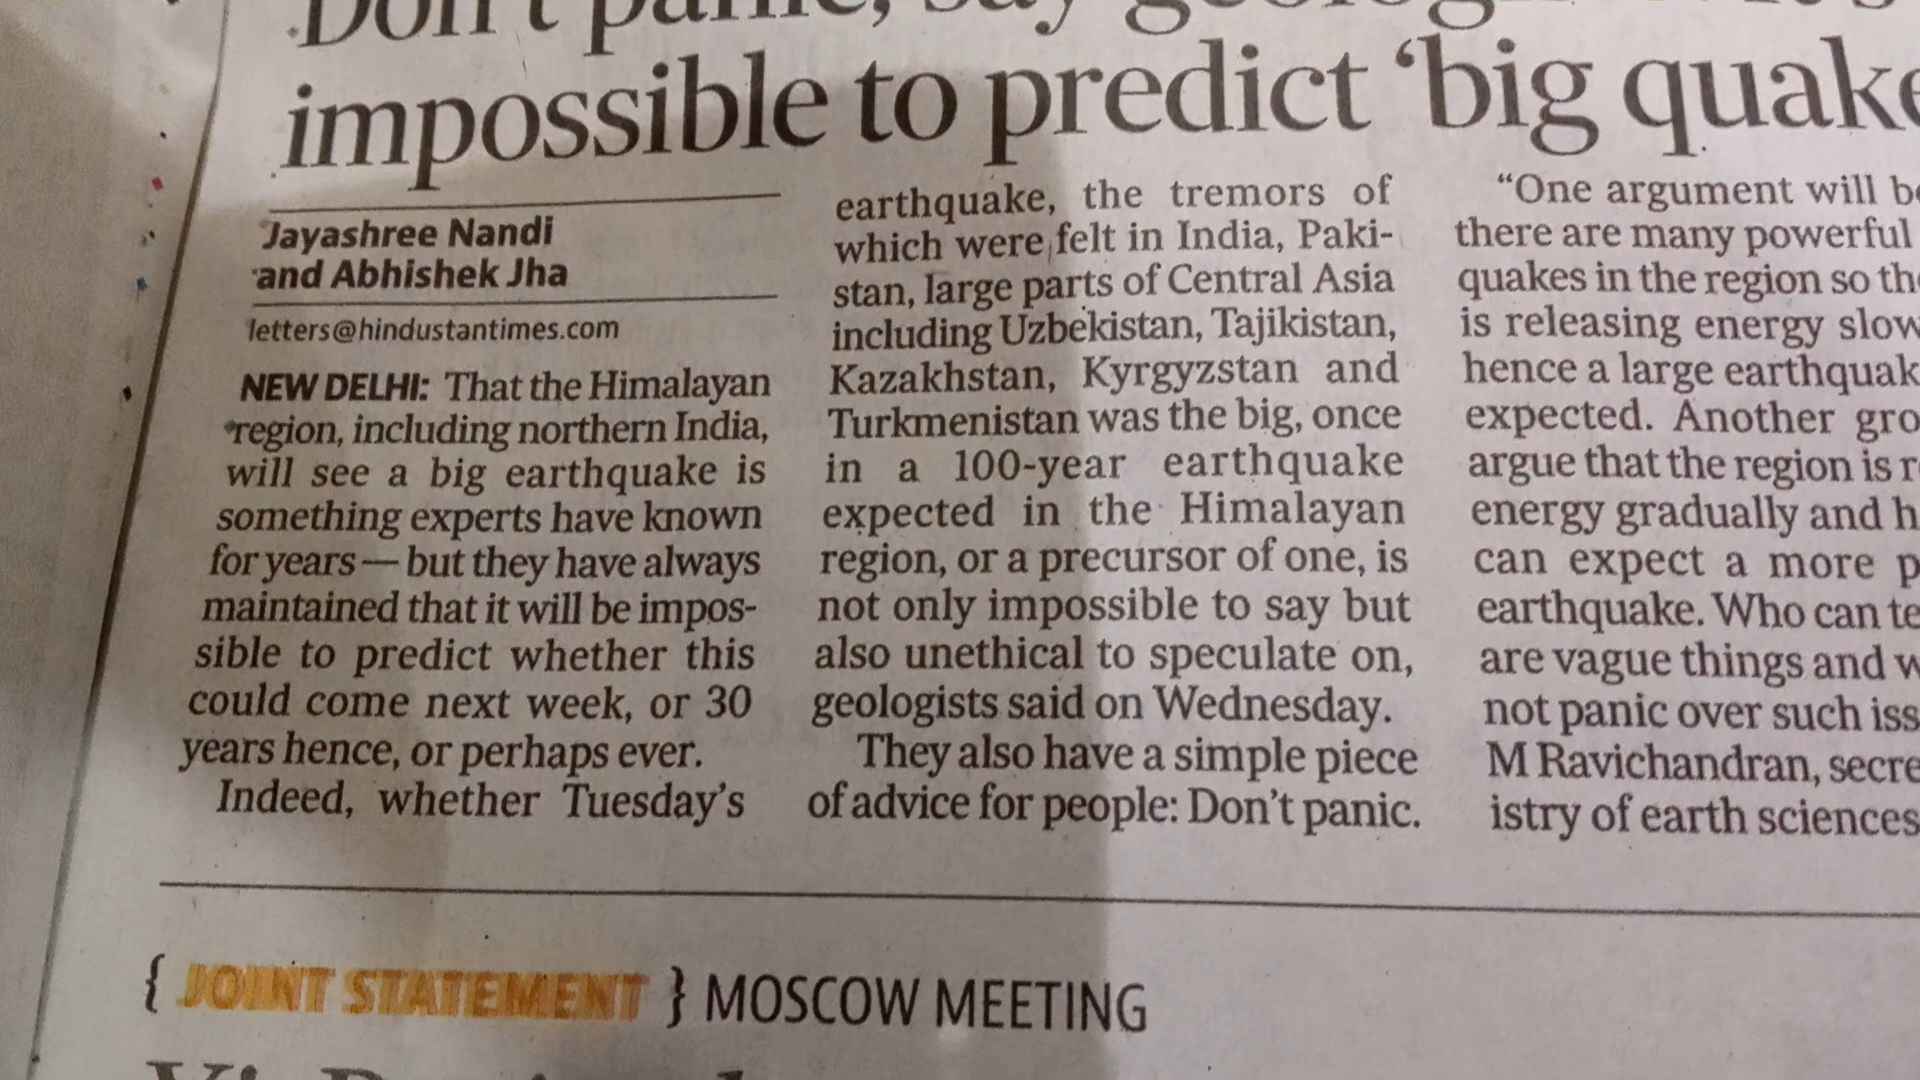 Don't panic, say
impossible to predict 'big quake
Jayashree Nandi
and Abhishek Jha
letters@hindustantimes.com
NEW DELHI: That the Himalayan
region, including northern India,
will see a big earthquake is
something experts have known
for years—but they have always
maintained that it will be impos-
sible to predict whether this
could come next week, or 30
years hence, or perhaps ever.
Indeed, whether Tuesday's
earthquake, the tremors of
which were felt in India, Paki-
stan, large parts of Central Asia
including Uzbekistan, Tajikistan,
Kazakhstan, Kyrgyzstan and
Turkmenistan was the big, once
in a 100-year earthquake
expected in the Himalayan
region, or a precursor of one, is
not only impossible to say but
also unethical to speculate on,
geologists said on Wednesday.
They also have a simple piece
of advice for people: Don't panic.
"One argument will
there are many powerful
quakes in the region so
is releasing energy
hence a large
expected. Another
argue that the region is
energy gradually and
can expect a more
earthquake. Who can
are vague things and
not panic over such
M Ravichandran,
istry of earth sciences
{ JOINT STATEMENT } MOSCOW MEETING